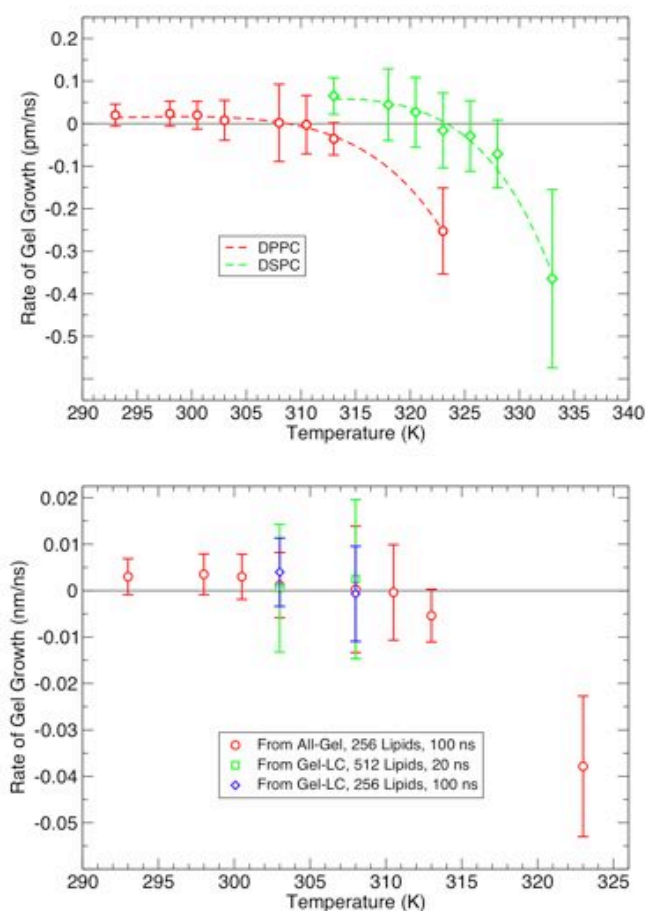 0.2
0.1
0
-0.1
-0.2
-0.3
-0.4
-0.5
Rate of Gel Growth (pm/ns)
DPPC
DSPC
290 295 300 305 310 315 320 325 330 335 340
Temperature (K)
0.02
0.01
0
-0.01
-0.02
-0.03
-0.04
-0.05
Rate of Gel Growth (nm/ns)
From All-Gel, 256 Lipids, 100 ns
From Gel-LC, 512 Lipids, 20 ns
From Gel-LC, 256 Lipids, 100 ns
290 295 300 305 310 315 320 325
Temperature (K)